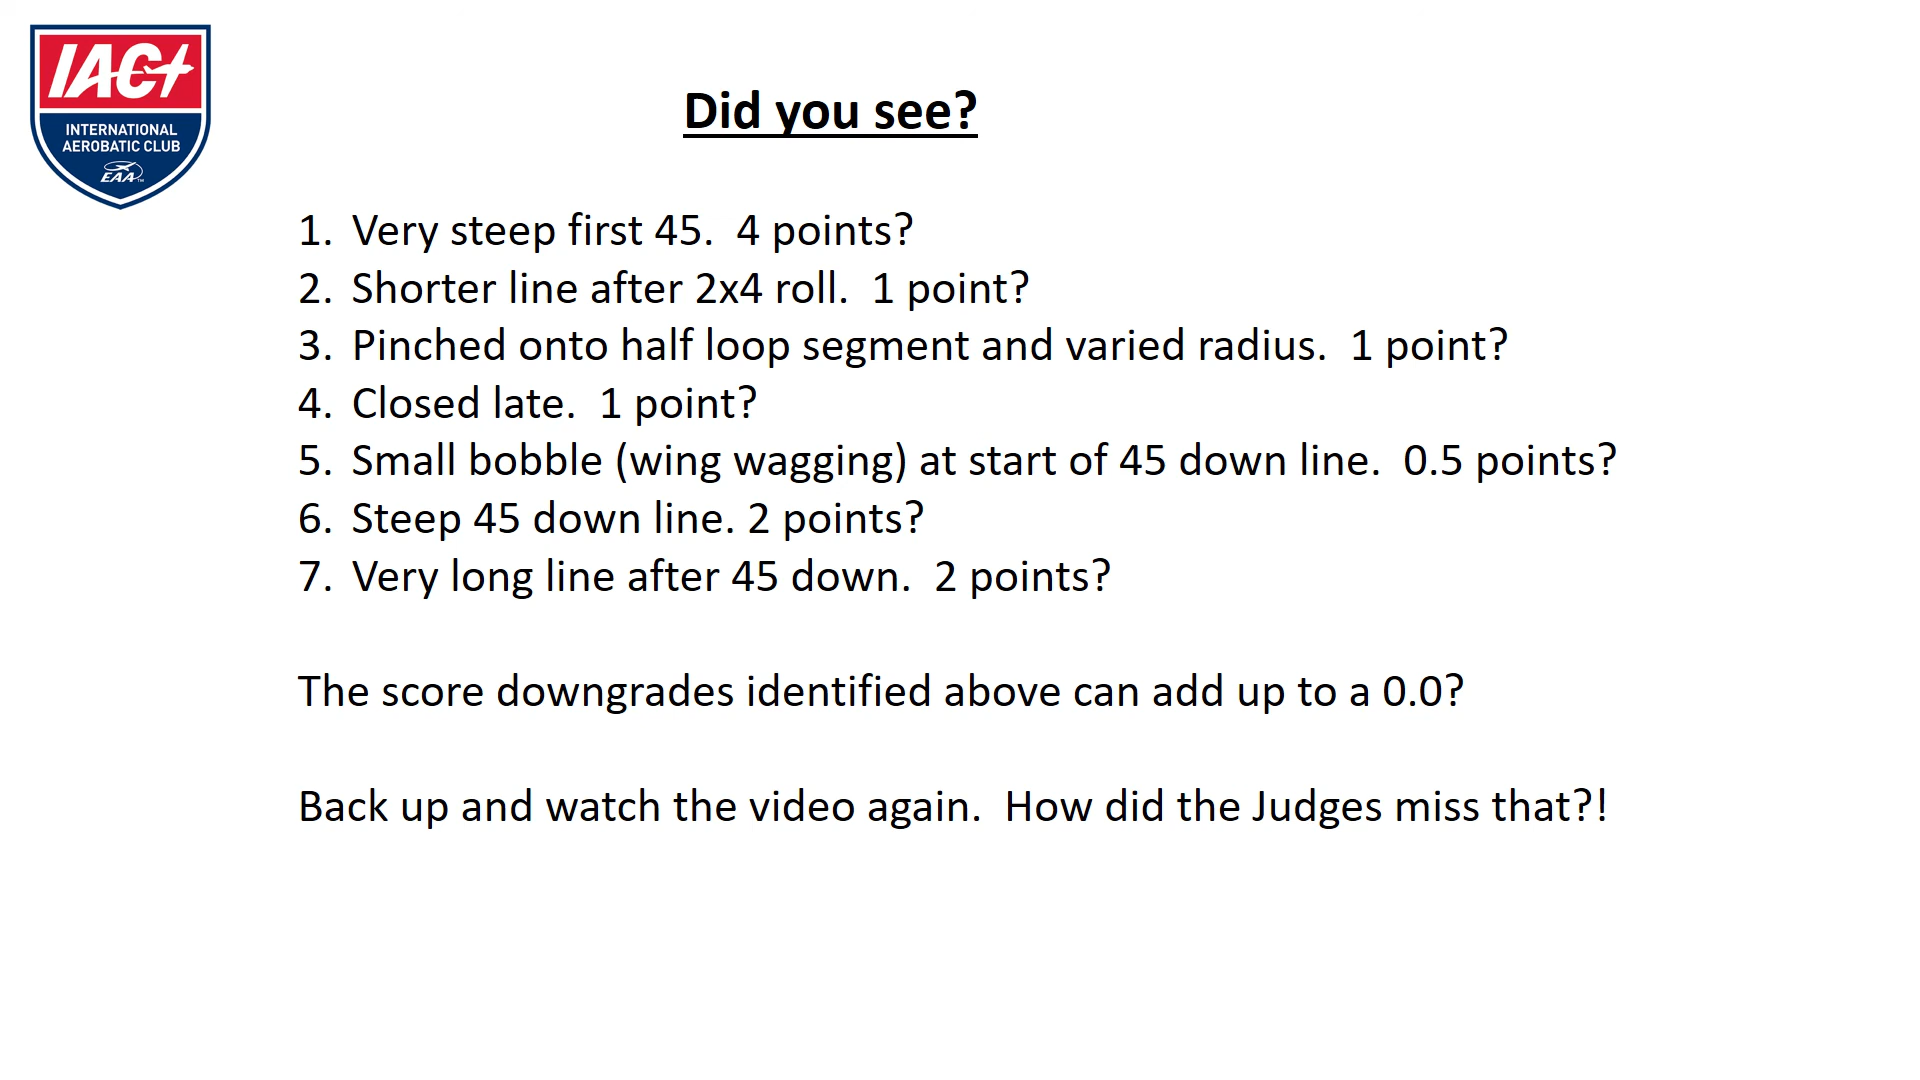 IAC
INTERNATIONAL
AEROBATIC CLUB
EAA
Did you see?
1. Very steep first 45.  4 points?
2. Shorter line after 2x4 roll.  1 point?
3. Pinched onto half loop segment and varied radius.  1 point?
4. Closed late.  1 point?
5. Small bobble (wing wagging) at start of 45 down line.  0.5 points?
6. Steep 45 down line. 2 points?
7. Very long line after 45 down.  2 points?
The score downgrades identified above can add up to a 0.0?
Back up and watch the video again.  How did the Judges miss that?!